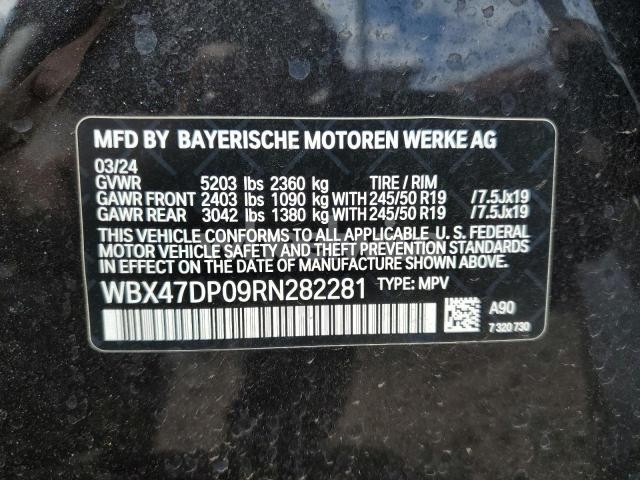 MFD BY BAYERISCHE MOTOREN WERKE AG
03/24
GVWR 5203 lbs 2360 kg TIRE / RIM
GAWR FRONT 2403 lbs 1090 kg WITH 245/50 R19 /7.5Jx19
GAWR REAR 3042 lbs 1380 kg WITH 245/50 R19 /7.5Jx19
THIS VEHICLE CONFORMS TO ALL APPLICABLE U. S. FEDERAL
MOTOR VEHICLE SAFETY AND THEFT PREVENTION STANDARDS
IN EFFECT ON THE DATE OF MANUFACTURE SHOWN ABOVE.
WBX47DP09RN282281 TYPE: MPV
A90
7 320 730